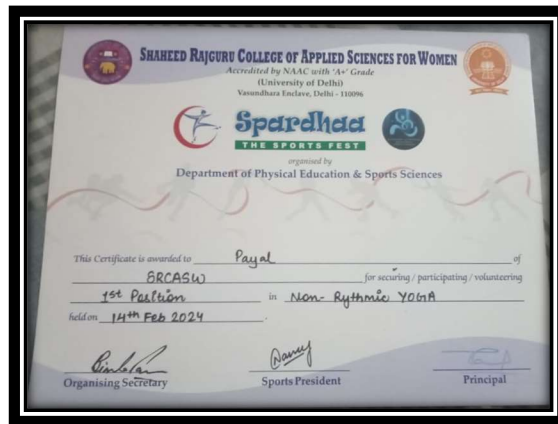 SHAHEED RAJGURU COLLEGE OF APPLIED SCIENCES FOR WOMEN
Accredited by NAAC with 'A+' Grade
(University of Delhi)
Vasundhara Enclave, Delhi - 110096
Spardhaa
THE SPORTS FEST
organised by
Department of Physical Education & Sports Sciences
This Certificate is awarded to Payal of
SRCASW for securing / participating / volunteering
1st Position in Non- Rythmic YOGA
held on 14th Feb 2024.
Organising Secretary Sports President Principal